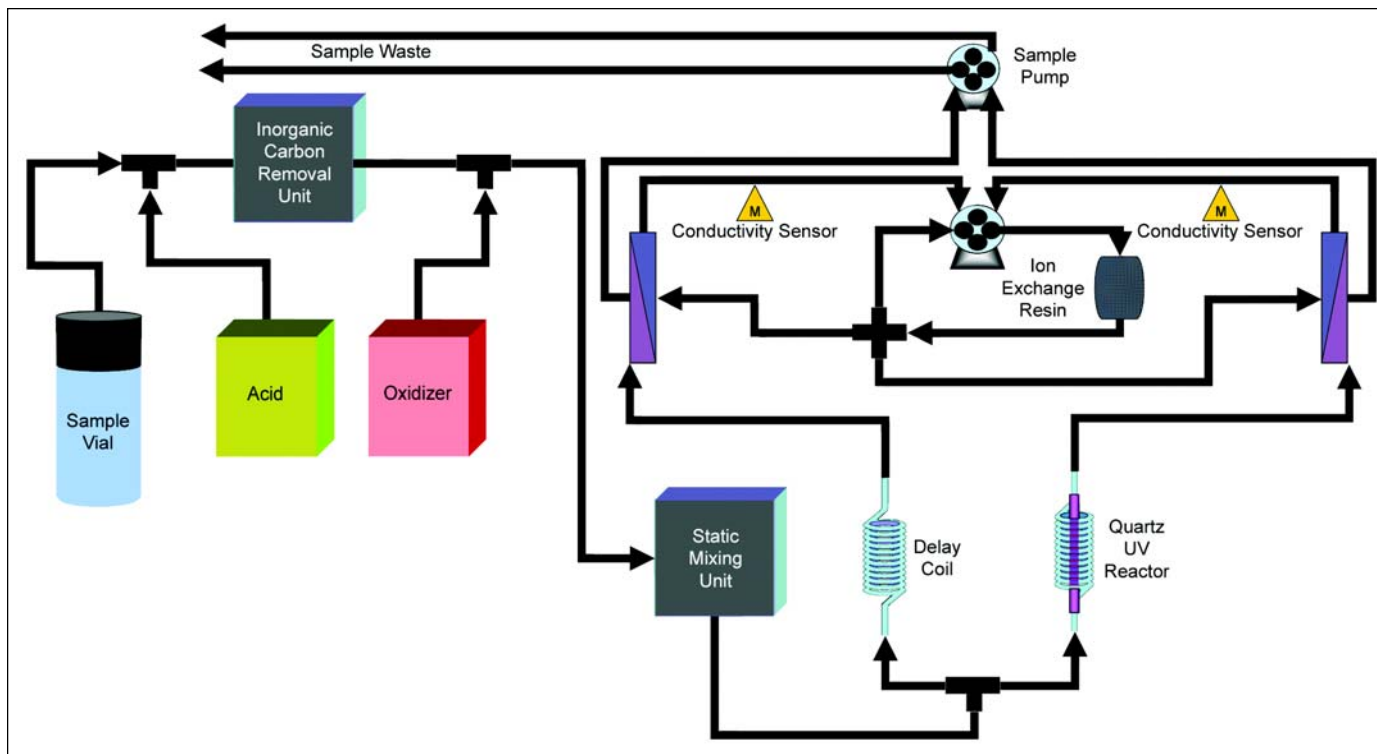 Sample Waste
Sample
Pump
Inorganic
Carbon
Removal
Unit
M
Conductivity Sensor
M
Conductivity Sensor
Ion
Exchange
Resin
Sample
Vial
Acid
Oxidizer
Static
Mixing
Unit
Delay
Coil
Quartz
UV
Reactor